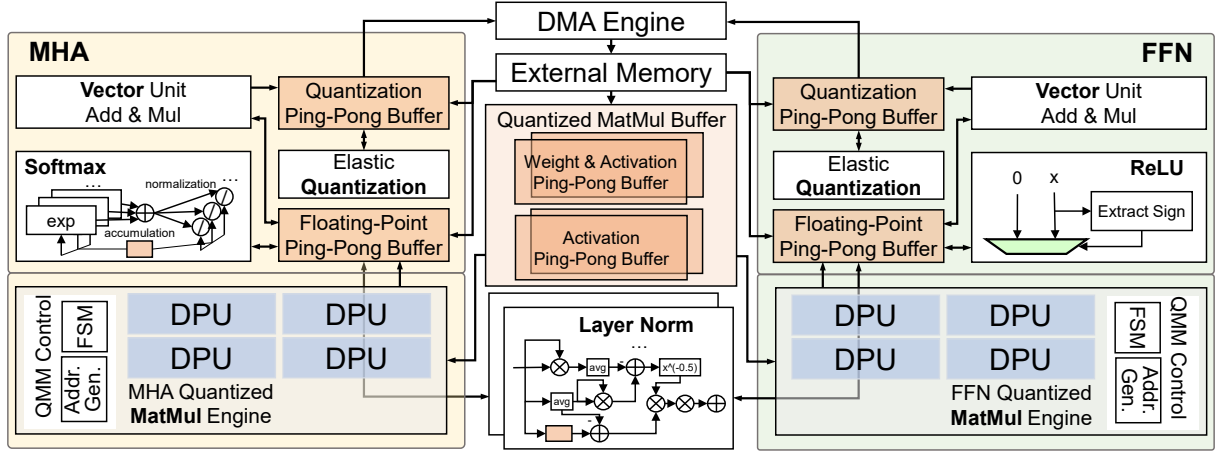 DMA Engine
External Memory
MHA
Vector Unit
Add & Mul
Quantization
Ping-Pong Buffer
Elastic
Quantization
Softmax
...
...
normalization
exp
accumulation
Floating-Point
Ping-Pong Buffer
QMM Control
FSM
Addr.
Gen.
DPU
DPU
DPU
DPU
MHA Quantized
MatMul Engine
Quantized MatMul Buffer
Weight & Activation
Ping-Pong Buffer
Activation
Ping-Pong Buffer
Layer Norm
...
avg
-
x^(-0.5)
avg
-
FFN
Quantization
Ping-Pong Buffer
Vector Unit
Add & Mul
Elastic
Quantization
ReLU
0
x
Extract Sign
Floating-Point
Ping-Pong Buffer
DPU
DPU
DPU
DPU
FFN Quantized
MatMul Engine
QMM Control
FSM
Addr.
Gen.